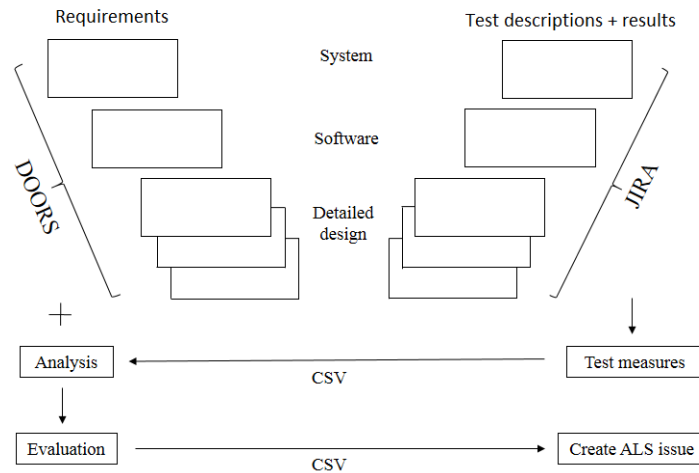 Requirements
Test descriptions + results
System
Software
Detailed
design
DOORS
JIRA
Analysis
CSV
Test measures
Evaluation
CSV
Create ALS issue